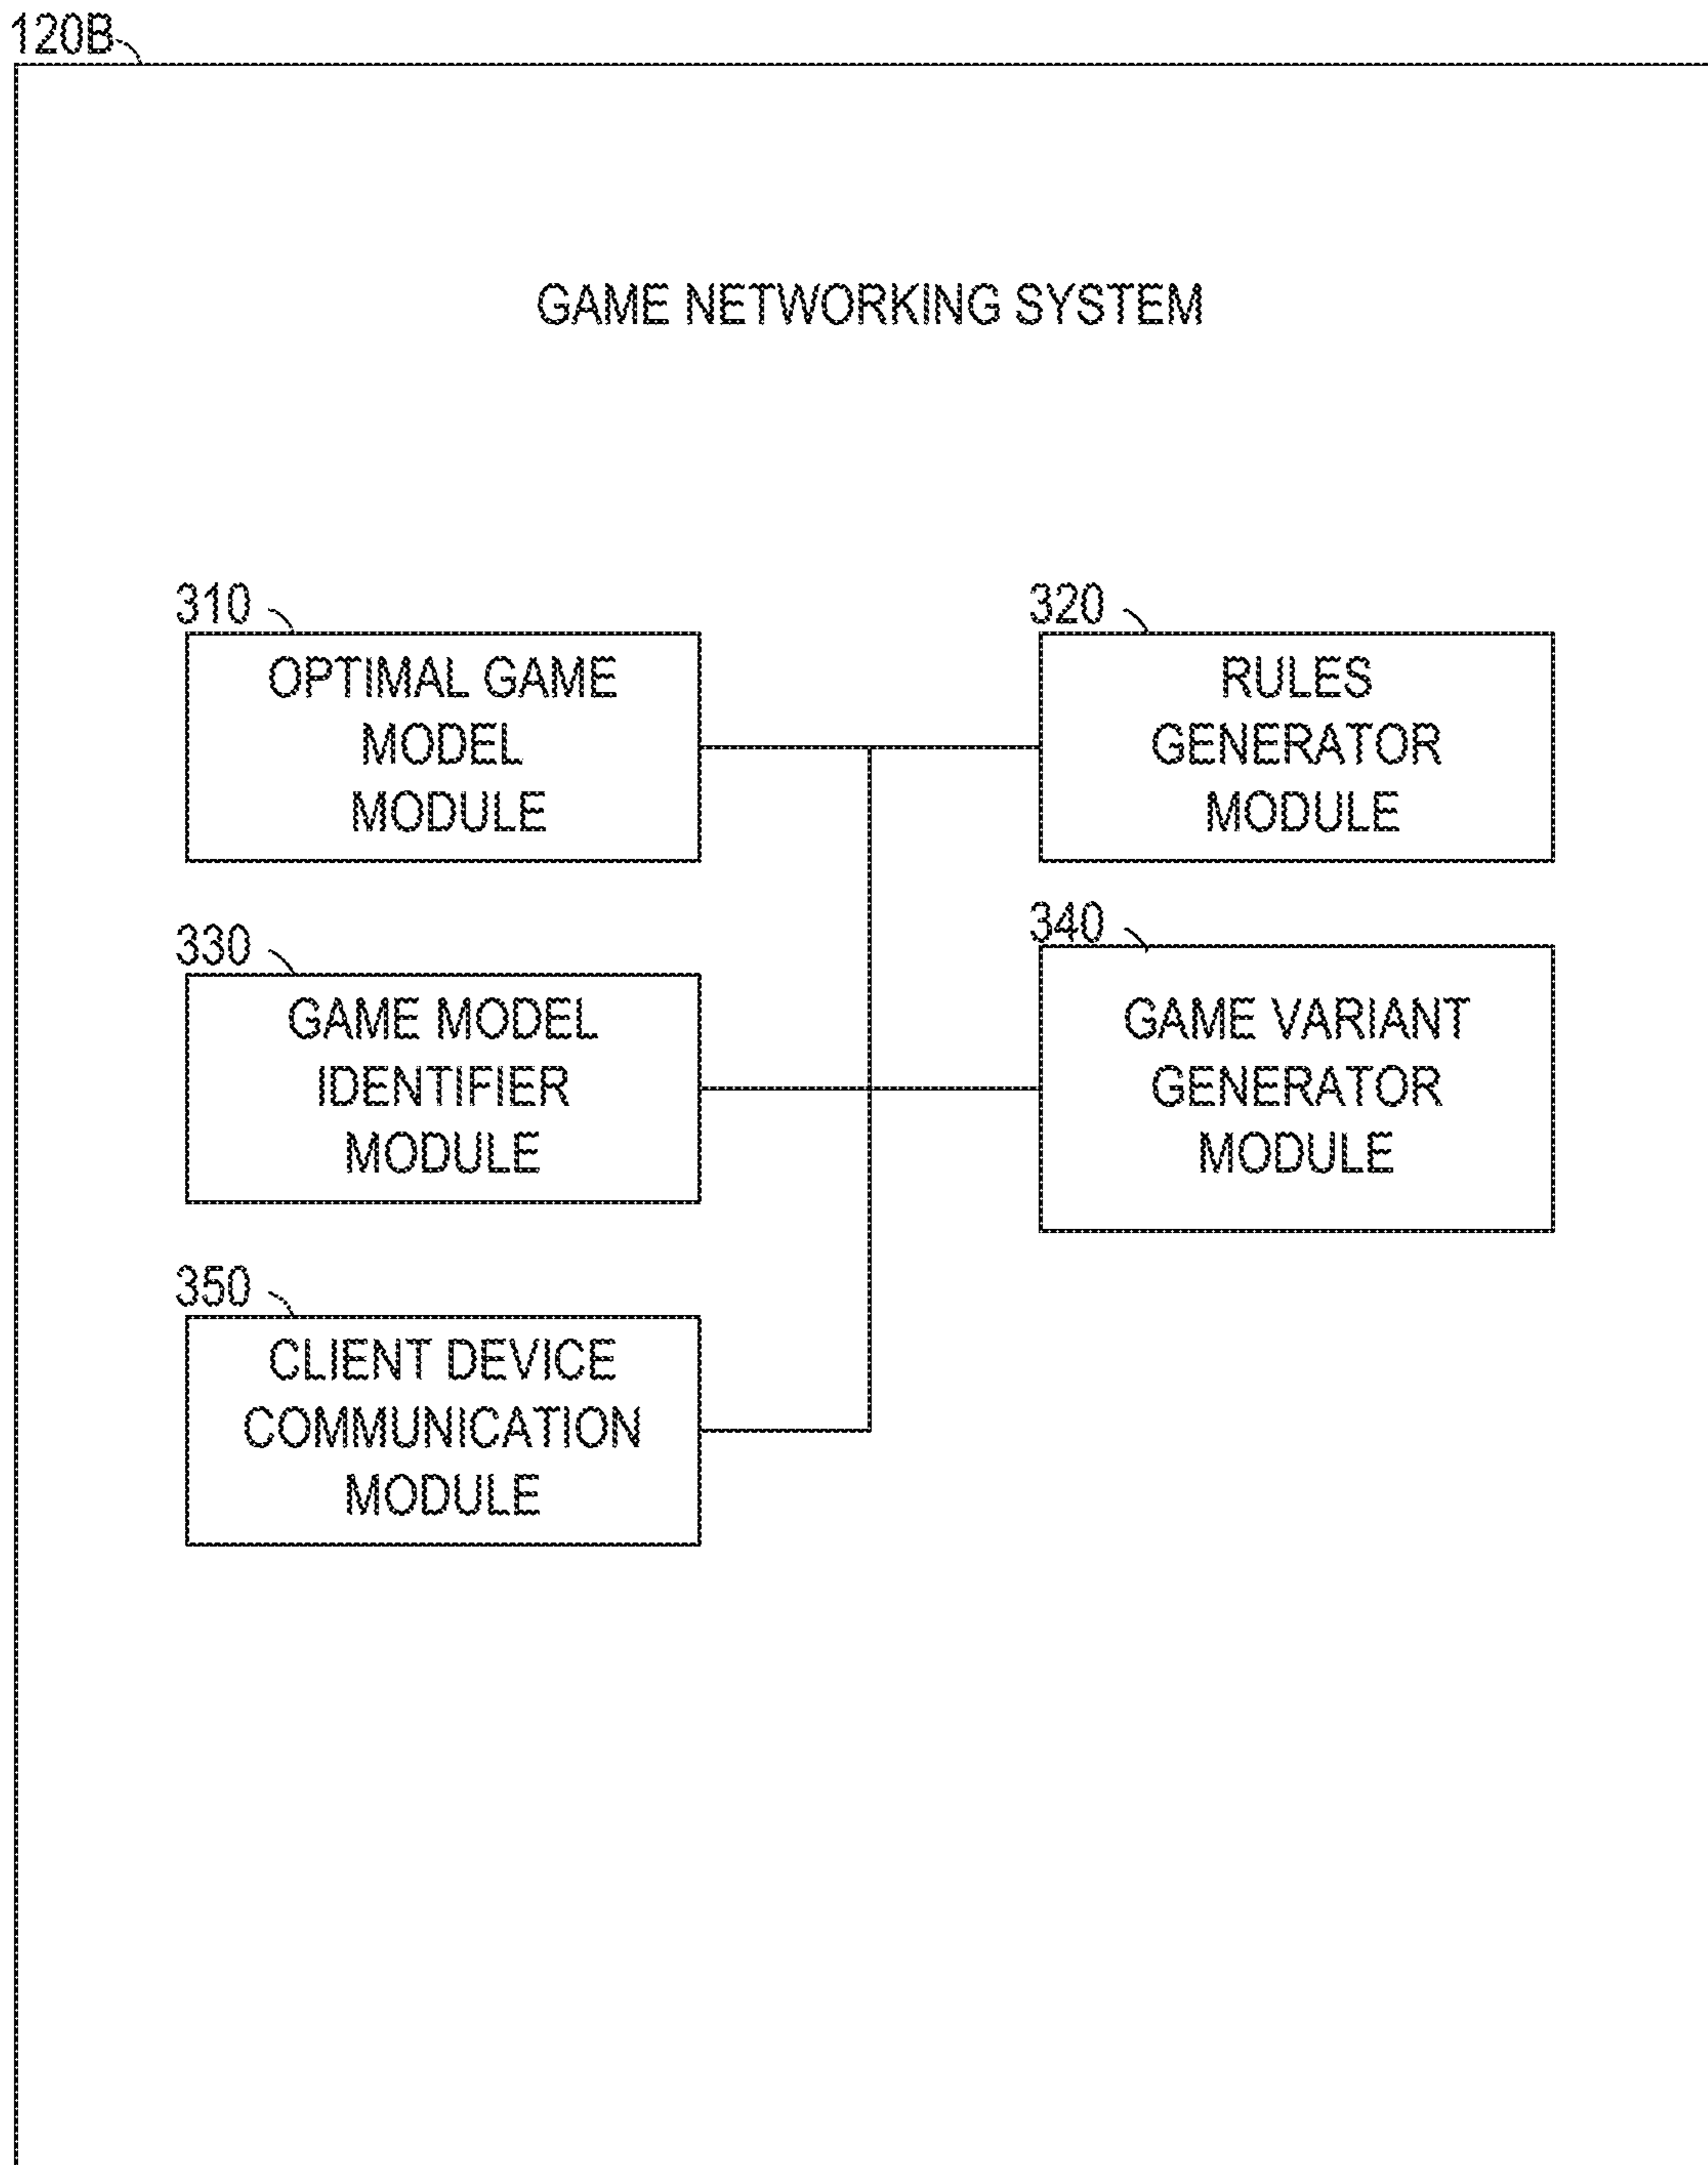 120B
GAME NETWORKING SYSTEM
310
OPTIMAL GAME
MODEL
MODULE
320
RULES
GENERATOR
MODULE
330
GAME MODEL
IDENTIFIER
MODULE
340
GAME VARIANT
GENERATOR
MODULE
350
CLIENT DEVICE
COMMUNICATION
MODULE